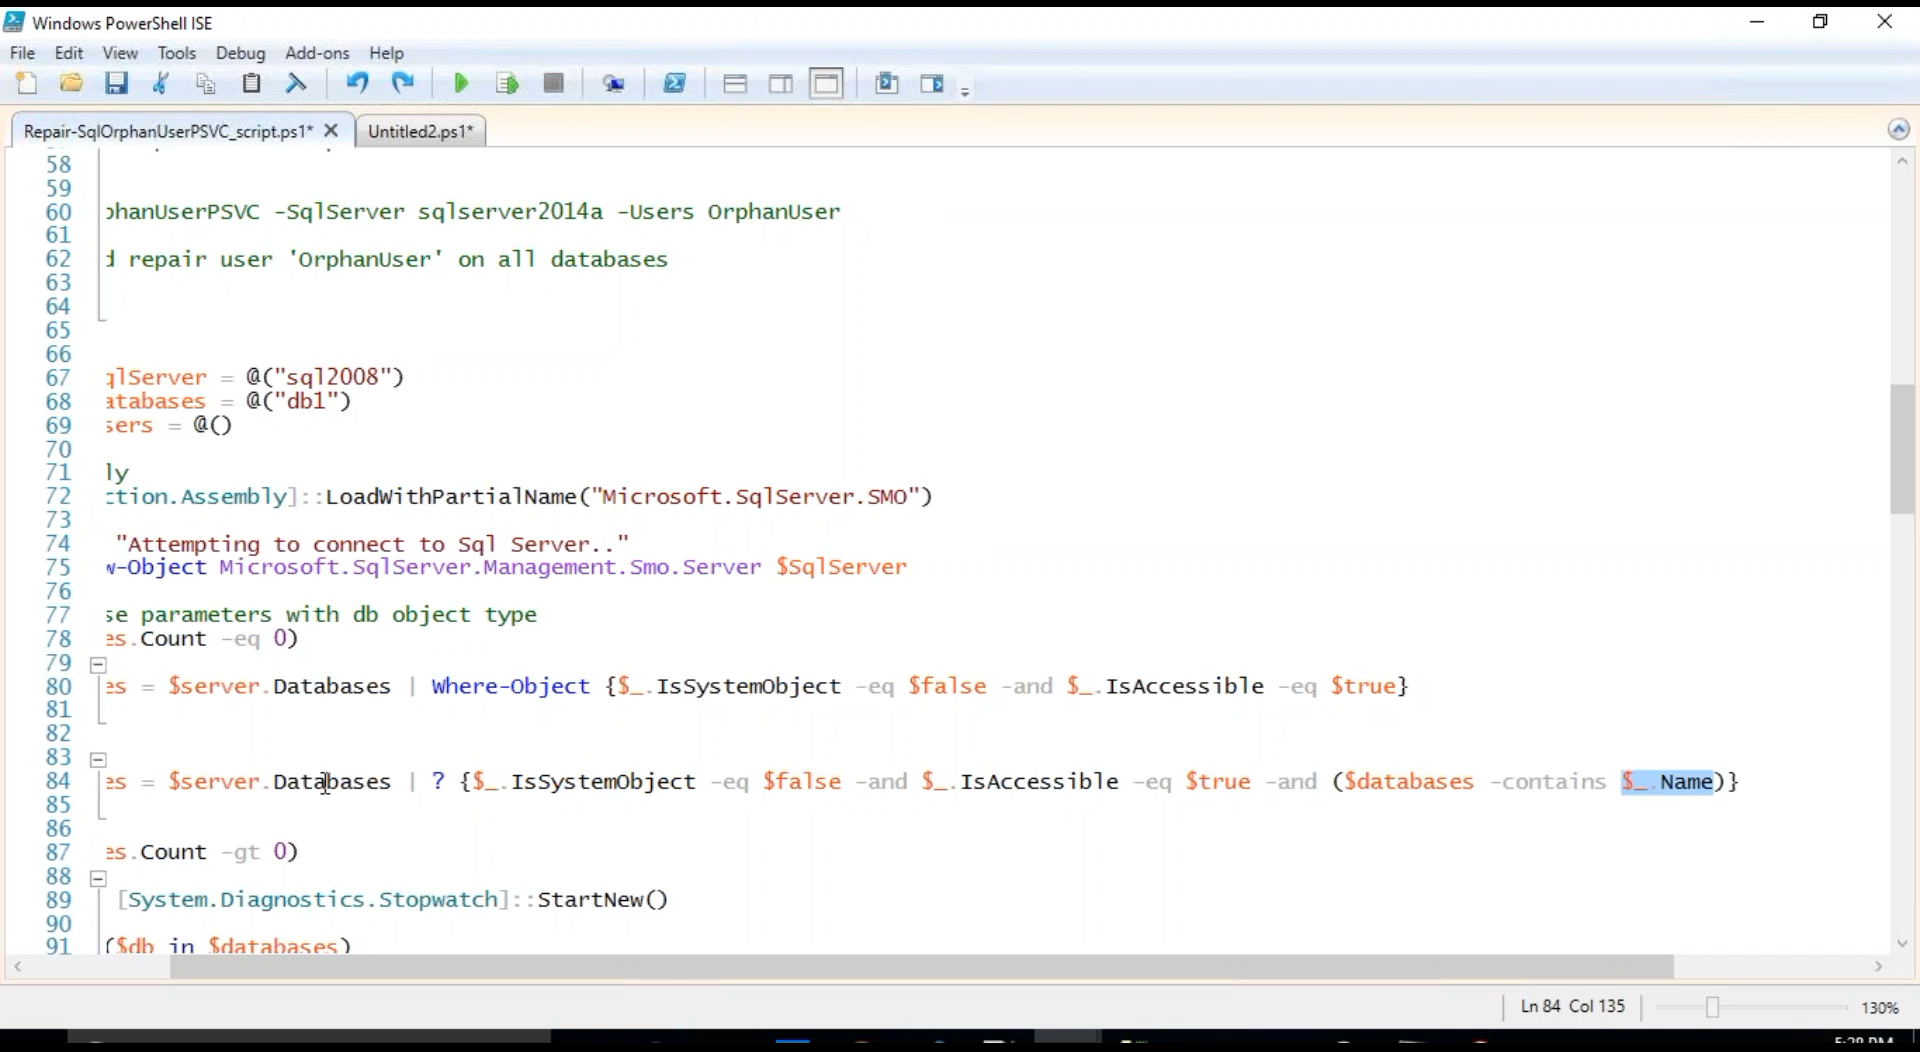 Windows PowerShell ISE
File Edit View Tools Debug Add-ons Help
Repair-SqlOrphanUserPSVC_script.ps1* Untitled2.ps1*
58
59
60 phanUserPSVC -SqlServer sqlserver2014a -Users OrphanUser
61
62 d repair user 'OrphanUser' on all databases
63
64
65
66
67 qlServer = @("sql2008")
68 atabases = @("db1")
69 sers = @()
70
71 ly
72 ction.Assembly]::LoadWithPartialName("Microsoft.SqlServer.SMO")
73
74 "Attempting to connect to Sql Server.."
75 w-Object Microsoft.SqlServer.Management.Smo.Server $SqlServer
76
77 se parameters with db object type
78 es.Count -eq 0)
79
80 es = $server.Databases | Where-Object {$_.IsSystemObject -eq $false -and $_.IsAccessible -eq $true}
81
82
83
84 es = $server.Databases | ? {$_.IsSystemObject -eq $false -and $_.IsAccessible -eq $true -and ($databases -contains $_.Name)}
85
86
87 es.Count -gt 0)
88
89 [System.Diagnostics.Stopwatch]::StartNew()
90
91 ($db in $databases)
Ln 84 Col 135 130%